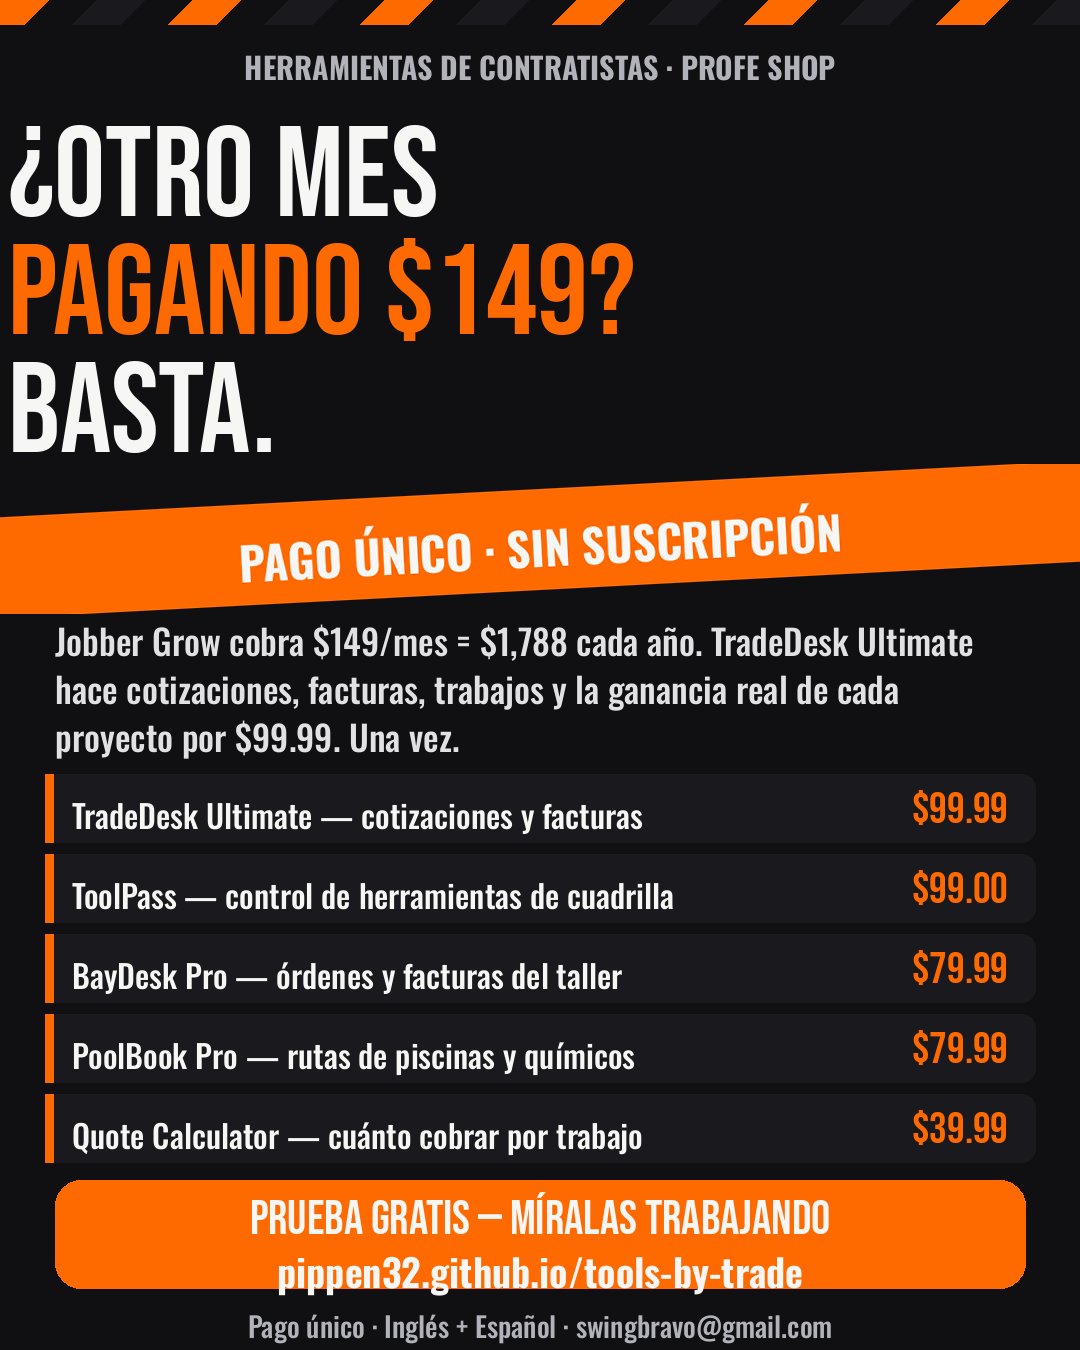 HERRAMIENTAS DE CONTRATISTAS · PROFE SHOP
¿OTRO MES
PAGANDO $149?
BASTA.
PAGO ÚNICO · SIN SUSCRIPCIÓN
Jobber Grow cobra $149/mes = $1,788 cada año. TradeDesk Ultimate
hace cotizaciones, facturas, trabajos y la ganancia real de cada
proyecto por $99.99. Una vez.
TradeDesk Ultimate — cotizaciones y facturas $99.99
ToolPass — control de herramientas de cuadrilla $99.00
BayDesk Pro — órdenes y facturas del taller $79.99
PoolBook Pro — rutas de piscinas y químicos $79.99
Quote Calculator — cuánto cobrar por trabajo $39.99
PRUEBA GRATIS — MÍRALAS TRABAJANDO
pippen32.github.io/tools-by-trade
Pago único · Inglés + Español · swingbravo@gmail.com